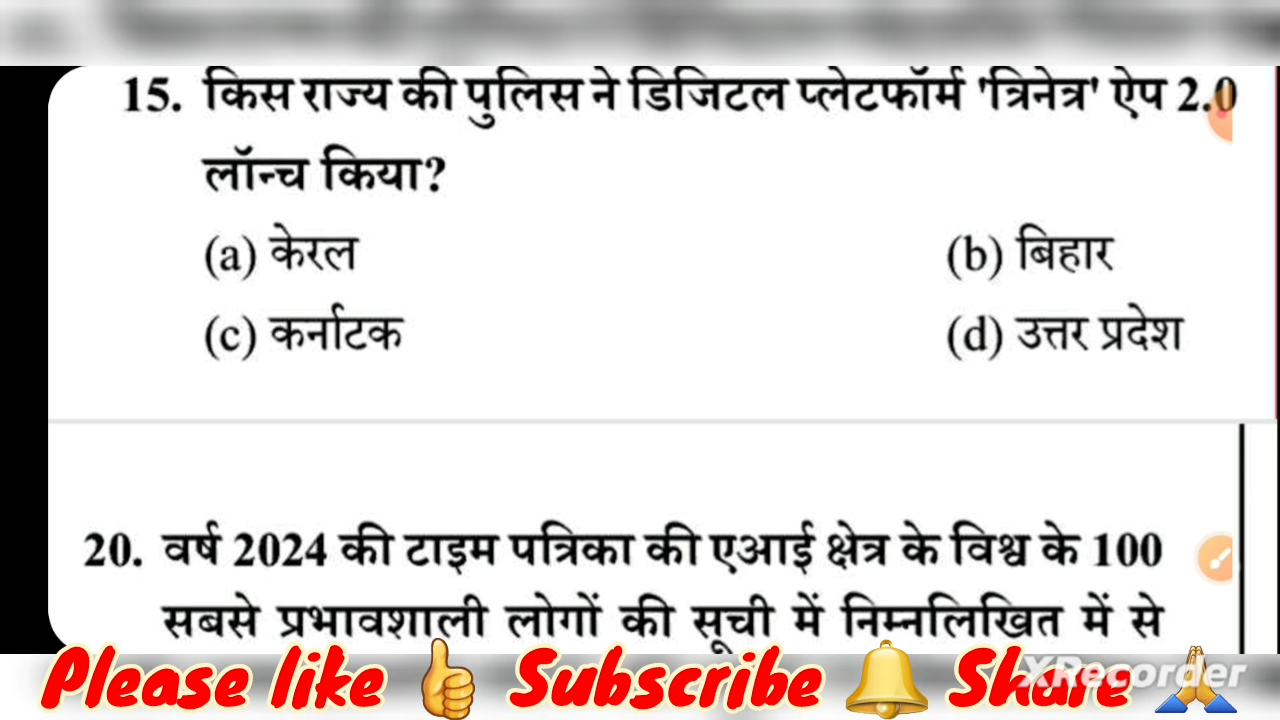 15. किस राज्य की पुलिस ने डिजिटल प्लेटफॉर्म 'त्रिनेत्र' ऐप 2.0
लॉन्च किया?
(a) केरल (b) बिहार
(c) कर्नाटक (d) उत्तर प्रदेश
20. वर्ष 2024 की टाइम पत्रिका की एआई क्षेत्र के विश्व के 100
सबसे प्रभावशाली लोगों की सूची में निम्नलिखित में से
Please like 👍 Subscribe 🔔 Share 🙏
XRecorder